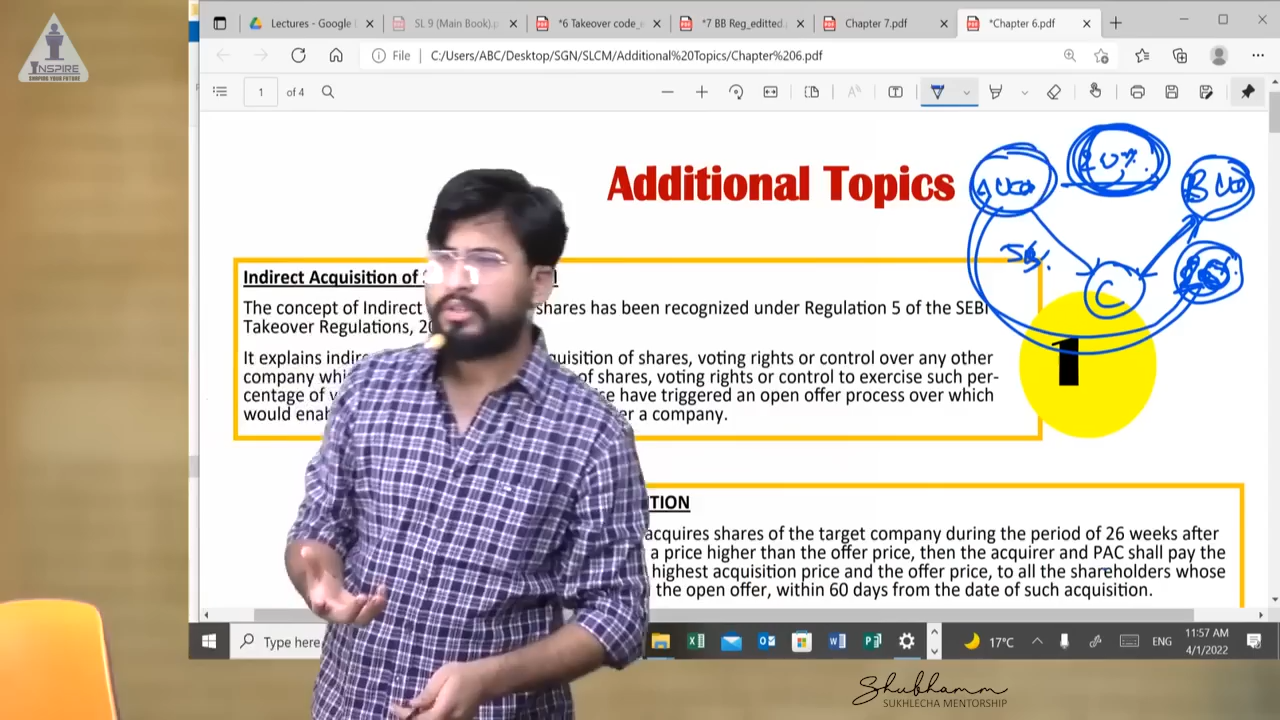 INSPIRE
SHAPING YOUR FUTURE
Lectures - Google
SL 9 (Main Book).p
*6 Takeover code_e
*7 BB Reg_editted.
Chapter 7.pdf
*Chapter 6.pdf
File
C:/Users/ABC/Desktop/SGN/SLCM/Additional%20Topics/Chapter%206.pdf
1 of 4
Additional Topics
C
1
Indirect Acquisition of
The concept of Indirect shares has been recognized under Regulation 5 of the SEBI
Takeover Regulations, 20
It explains indire quisition of shares, voting rights or control over any other
company whi of shares, voting rights or control to exercise such per-
centage of v se have triggered an open offer process over which
would enab er a company.
ITION
acquires shares of the target company during the period of 26 weeks after
a price higher than the offer price, then the acquirer and PAC shall pay the
highest acquisition price and the offer price, to all the shareholders whose
the open offer, within 60 days from the date of such acquisition.
Type here
17°C
ENG
11:57 AM
4/1/2022
Shubhamm
SUKHLECHA MENTORSHIP